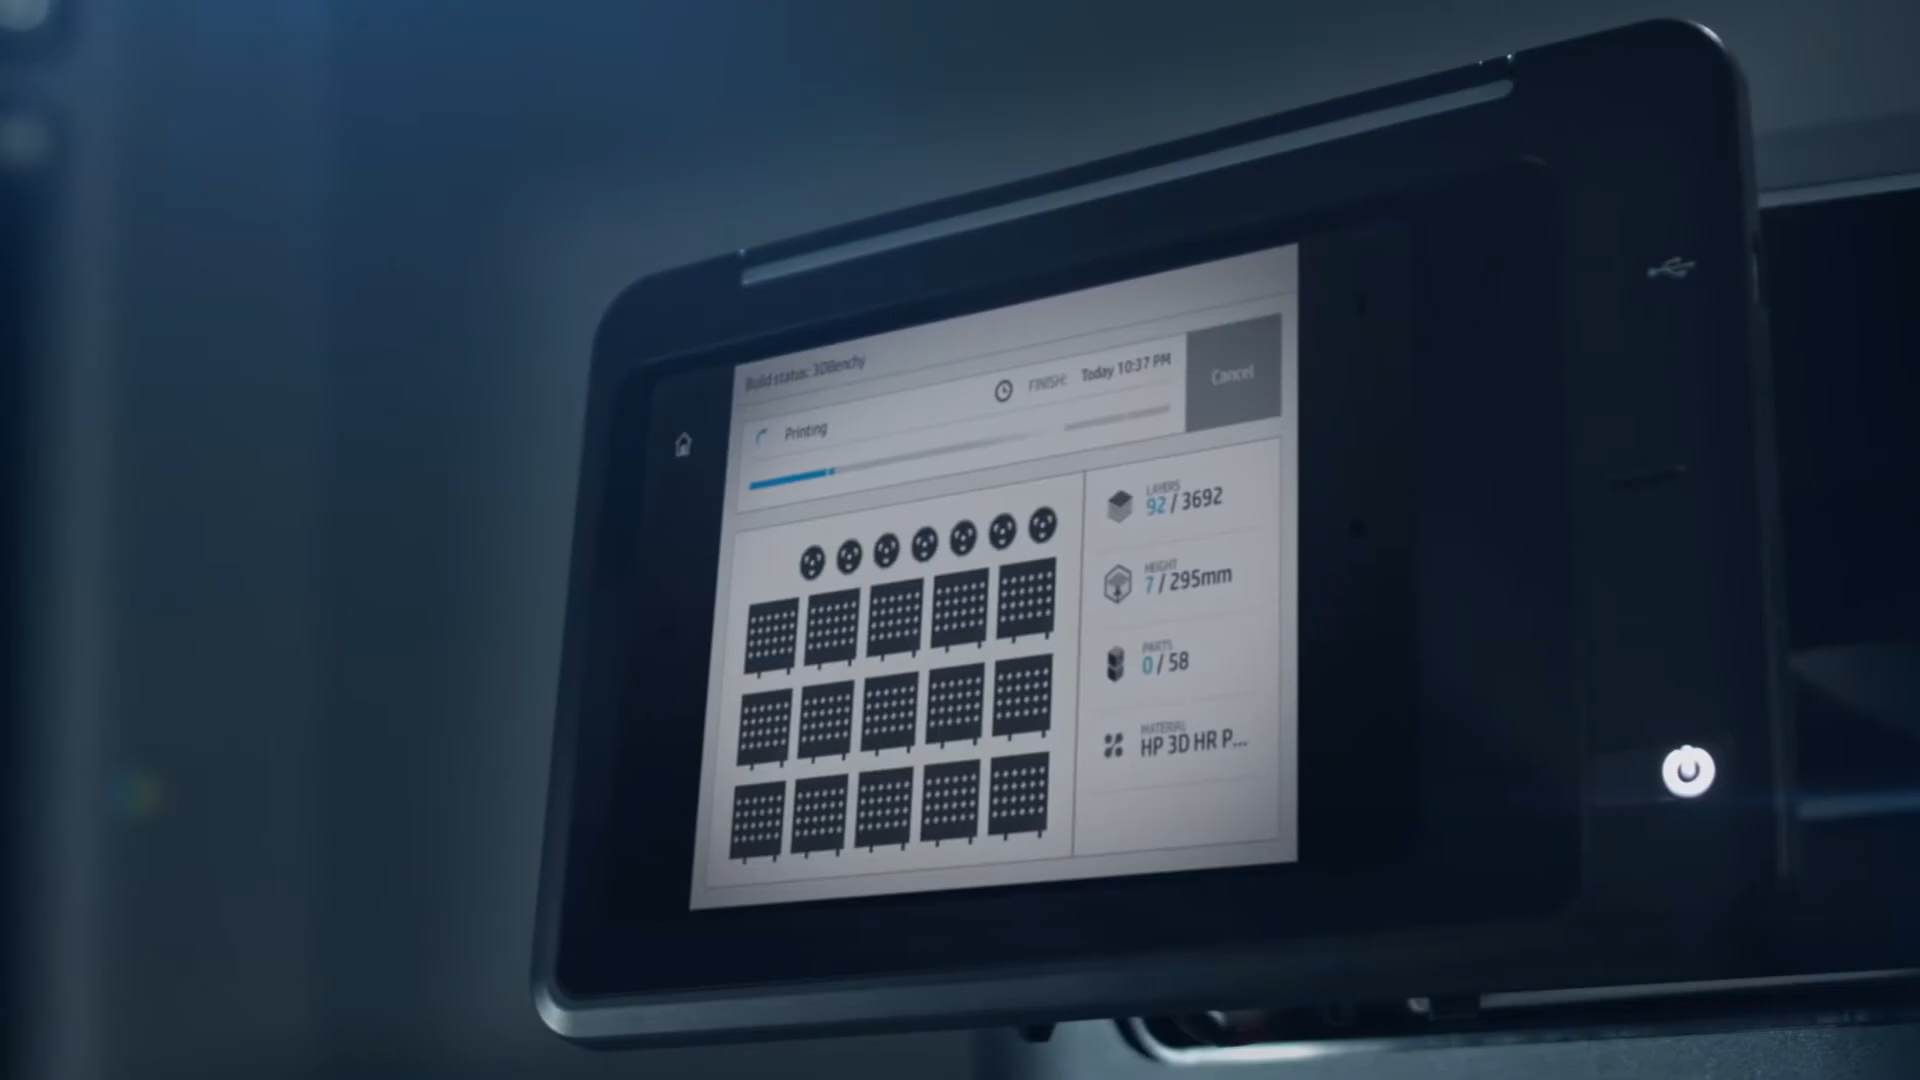 Build status: 3DBenchy
FINISH: Today 10:37 PM
Cancel
Printing
LAYERS
92 / 3692
HEIGHT
7 / 295mm
PARTS
0 / 58
MATERIAL
HP 3D HR P...